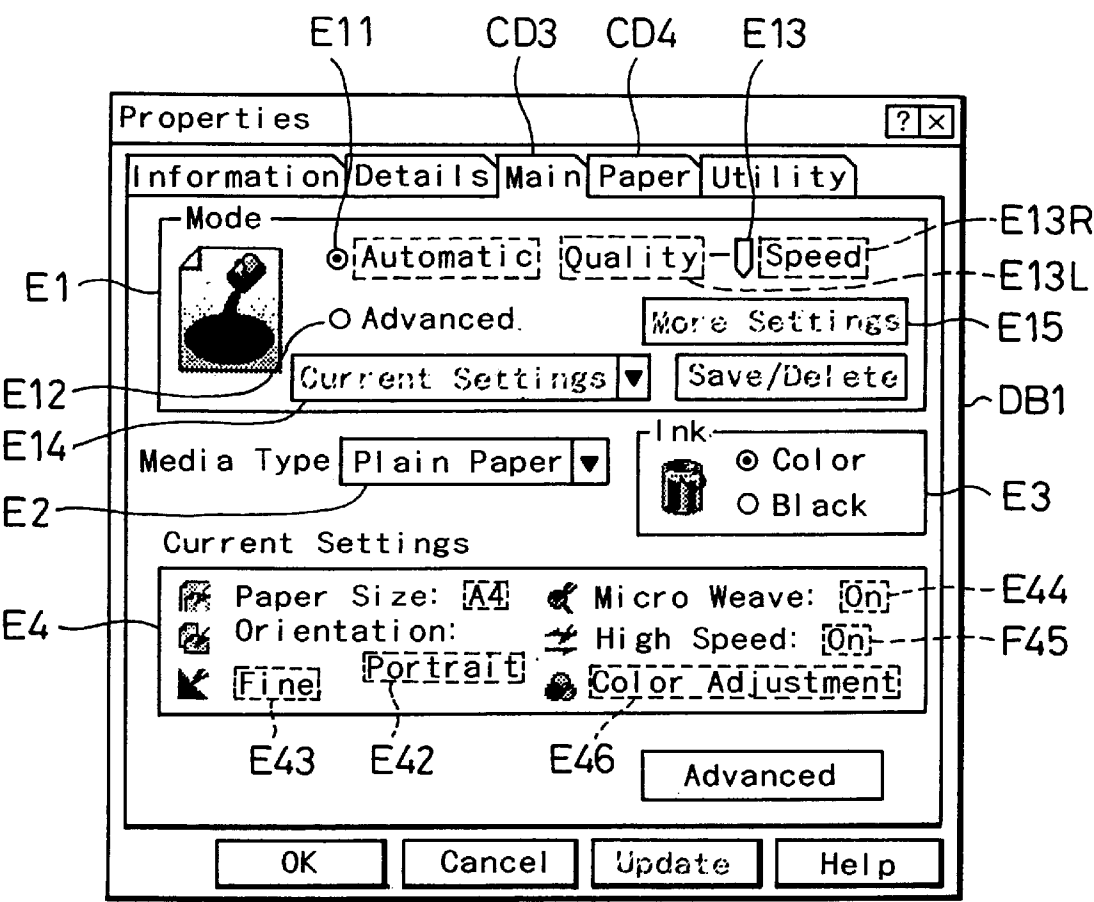 E11 CD3 CD4 E13
Properties ? ×
Information Details Main Paper Utility
Mode
E13R
Automatic Quality Speed
E13L
E1
Advanced.
More Settings E15
E12
Current Settings ▼ Save/Delete
DB1
E14
Ink
Media Type Plain Paper ▼
Color
E2
Black
E3
Current Settings
Paper Size: A4 Micro Weave: On E44
E4
Orientation: High Speed: On F45
Portrait
Fine Color Adjustment
E43 E42 E46
Advanced
OK Cancel Update Help